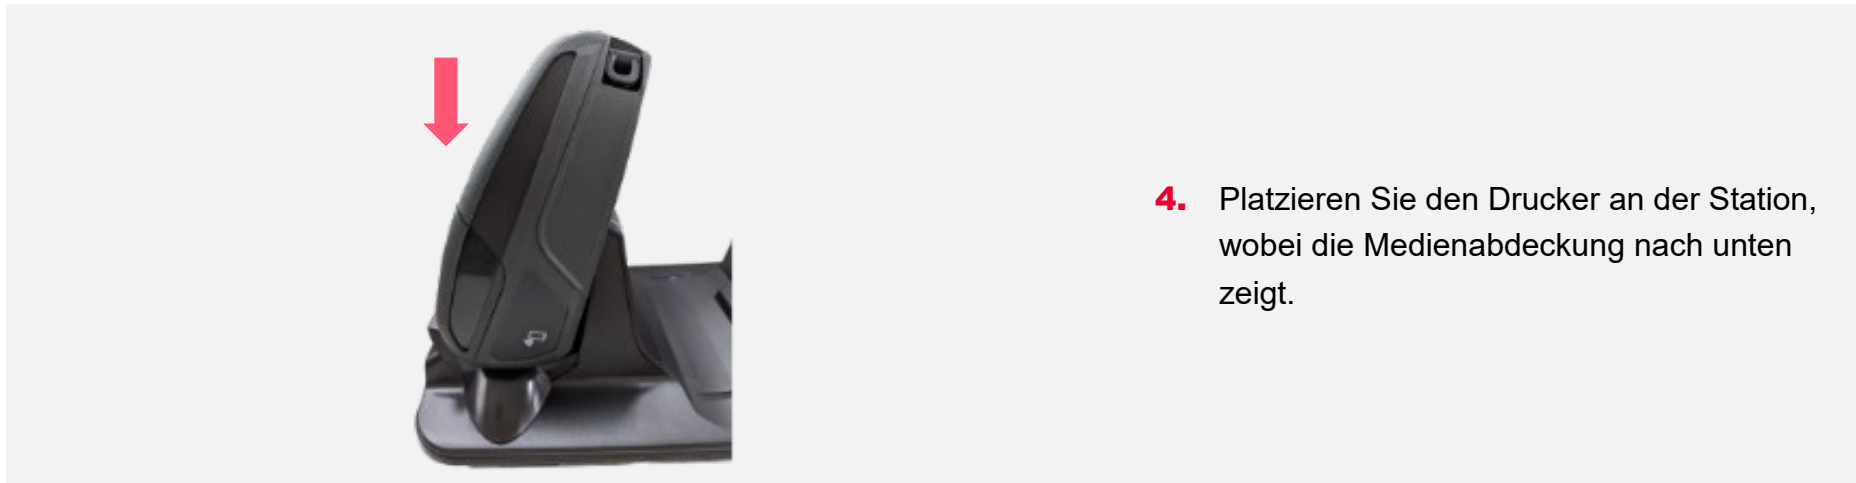 4. Platzieren Sie den Drucker an der Station,
wobei die Medienabdeckung nach unten
zeigt.